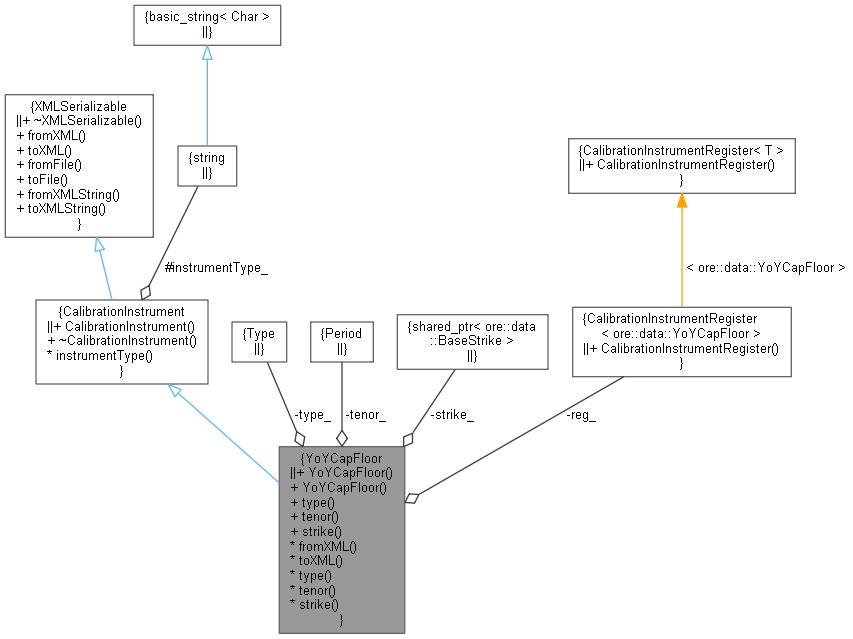 {basic_string< Char >
||}
{XMLSerializable
||+ ~XMLSerializable()
+ fromXML()
+ toXML()
+ fromFile()
+ toFile()
+ fromXMLString()
+ toXMLString()
}
{string
||}
{CalibrationInstrumentRegister< T >
||+ CalibrationInstrumentRegister()
}
#instrumentType_
< ore::data::YoYCapFloor >
{CalibrationInstrument
||+ CalibrationInstrument()
+ ~CalibrationInstrument()
* instrumentType()
}
{Type
||}
{Period
||}
{shared_ptr< ore::data
::BaseStrike >
||}
{CalibrationInstrumentRegister
< ore::data::YoYCapFloor >
||+ CalibrationInstrumentRegister()
}
-type_
-tenor_
-strike_
-reg_
{YoYCapFloor
||+ YoYCapFloor()
+ YoYCapFloor()
+ type()
+ tenor()
+ strike()
* fromXML()
* toXML()
* type()
* tenor()
* strike()
}